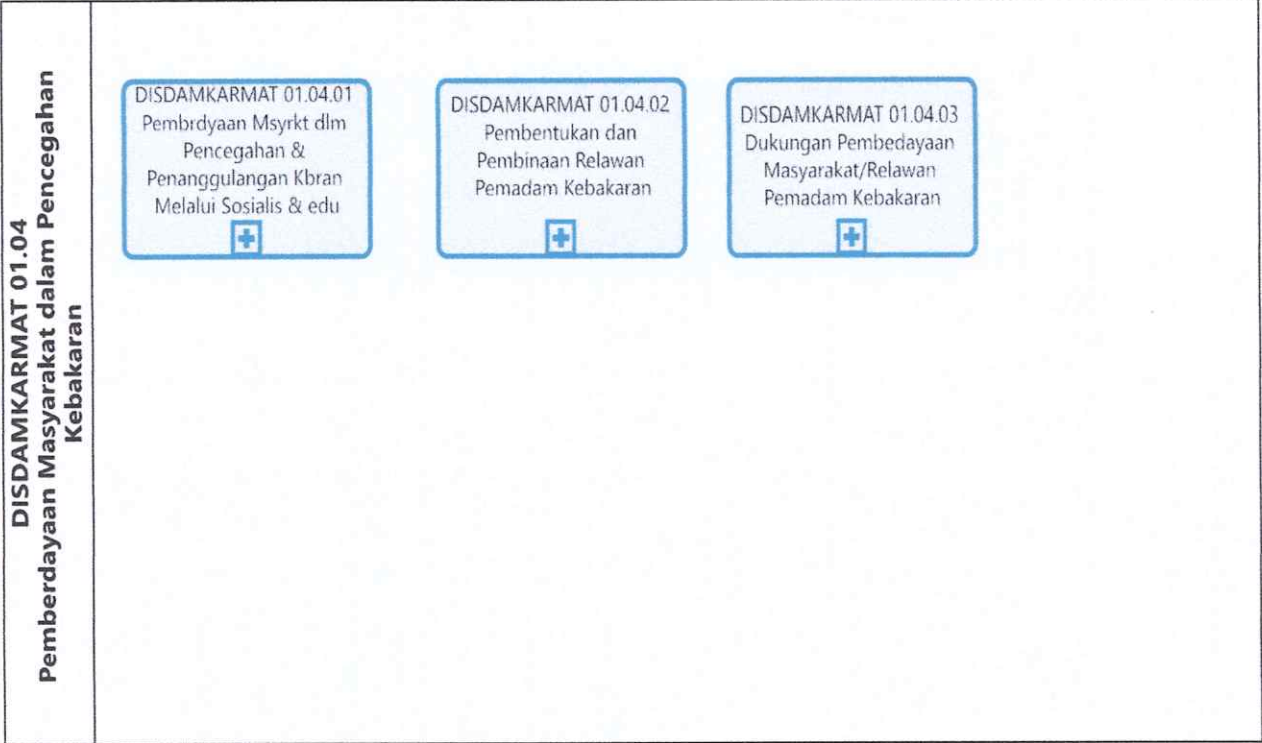 DISDAMKARMAT 01.04
Pemberdayaan Masyarakat dalam Pencegahan
Kebakaran
DISDAMKARMAT 01.04.01
Pembrdyaan Msyrkt dlm
Pencegahan &
Penanggulangan Kbran
Melalui Sosialis & edu
DISDAMKARMAT 01.04.02
Pembentukan dan
Pembinaan Relawan
Pemadam Kebakaran
DISDAMKARMAT 01.04.03
Dukungan Pembedayaan
Masyarakat/Relawan
Pemadam Kebakaran